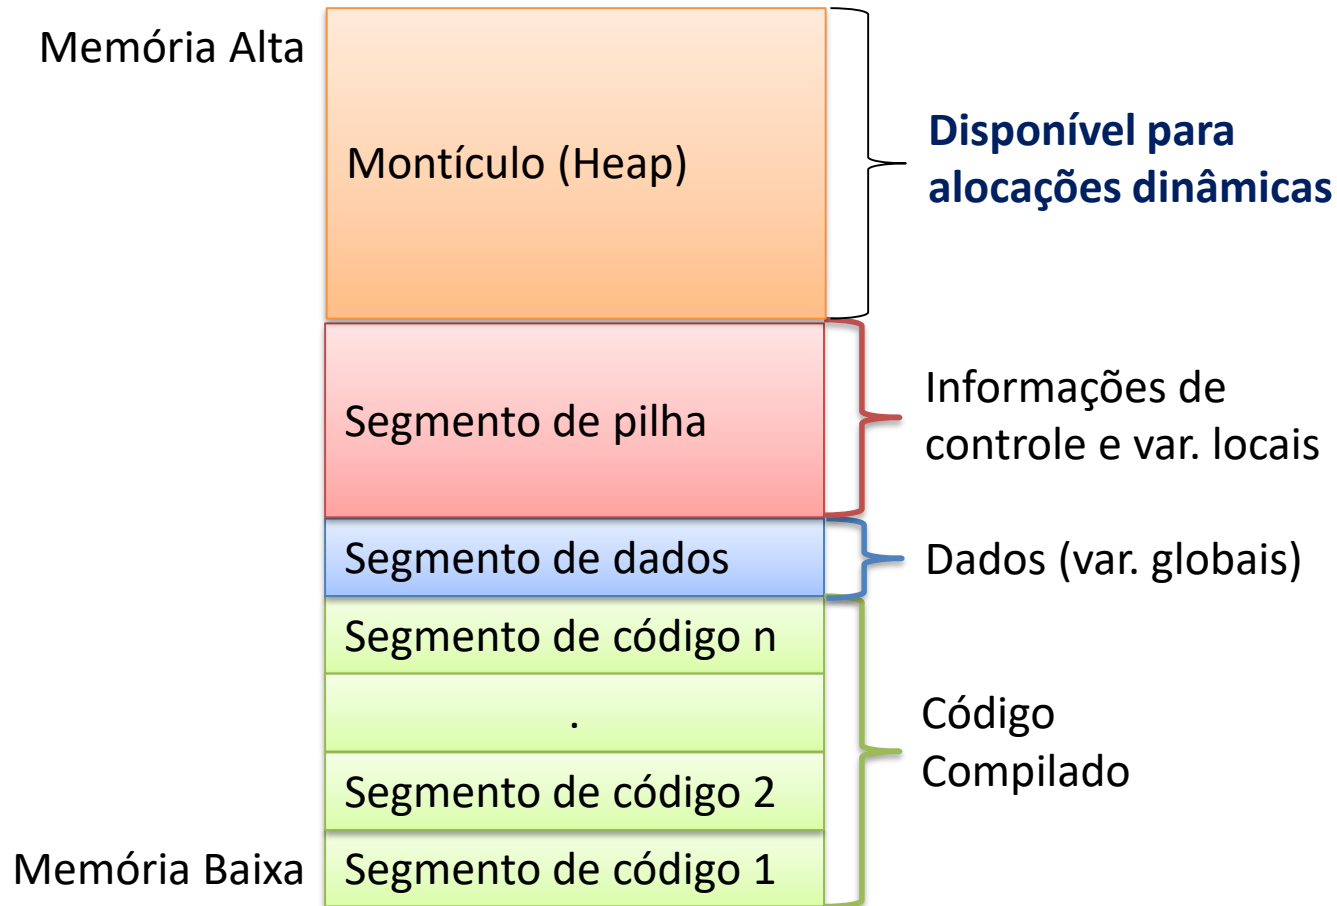 Memória Alta
Montículo (Heap)
Disponível para
alocações dinâmicas
Segmento de pilha
Informações de
controle e var. locais
Segmento de dados
Dados (var. globais)
Segmento de código n
.
Segmento de código 2
Código
Compilado
Memória Baixa
Segmento de código 1